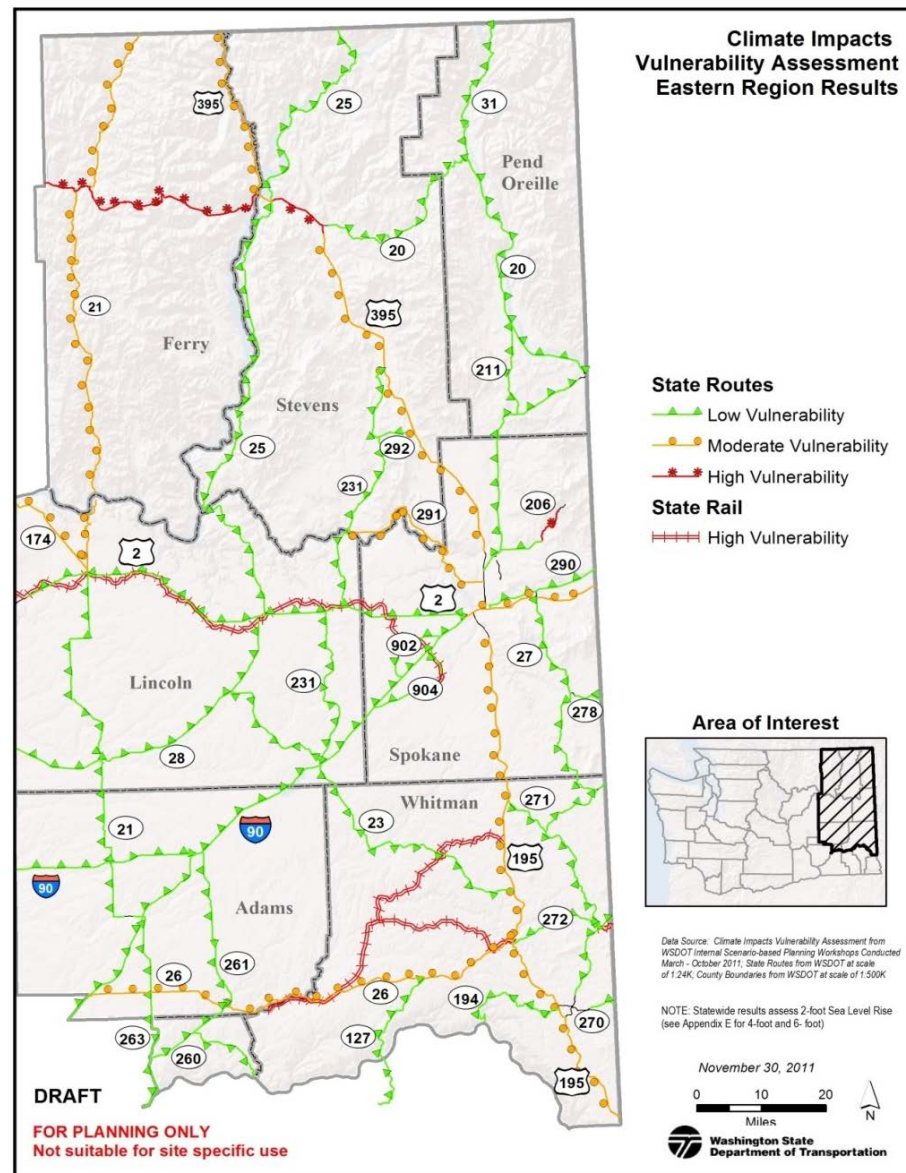 Climate Impacts
Vulnerability Assessment
Eastern Region Results
395
25
31
Pend
Oreille
20
20
21
395
Ferry
211
Stevens
25
292
231
206
291
174
2
290
2
902
27
Lincoln
231
904
278
28
Spokane
Whitman
271
21
23
90
195
90
Adams
272
26
261
26
194
263
127
270
260
195
State Routes
Low Vulnerability
Moderate Vulnerability
High Vulnerability
State Rail
High Vulnerability
Area of Interest
Data Source: Climate Impacts Vulnerability Assessment from
WSDOT Internal Scenario-based Planning Workshops Conducted
March - October 2011; State Routes from WSDOT at scale
of 1:24K; County Boundaries from WSDOT at scale of 1:500K
NOTE: Statewide results assess 2-foot Sea Level Rise
(see Appendix E for 4-foot and 6- foot)
November 30, 2011
0 10 20
Miles
N
Washington State
Department of Transportation
DRAFT
FOR PLANNING ONLY
Not suitable for site specific use